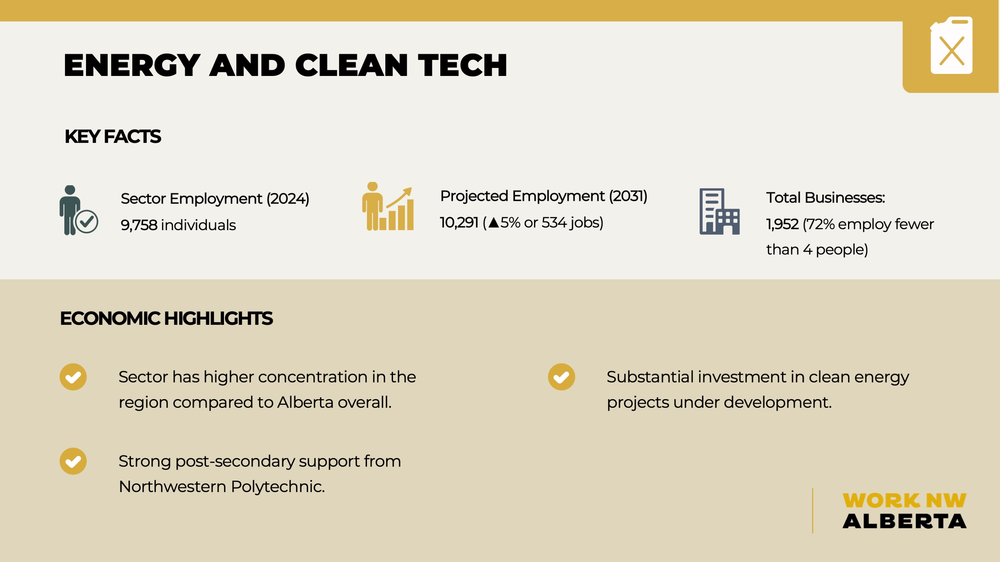 ENERGY AND CLEAN TECH
KEY FACTS
Sector Employment (2024)
9,758 individuals
Projected Employment (2031)
10,291 (▲5% or 534 jobs)
Total Businesses:
1,952 (72% employ fewer
than 4 people)
ECONOMIC HIGHLIGHTS
Sector has higher concentration in the
region compared to Alberta overall.
Strong post-secondary support from
Northwestern Polytechnic.
Substantial investment in clean energy
projects under development.
WORK NW
ALBERTA